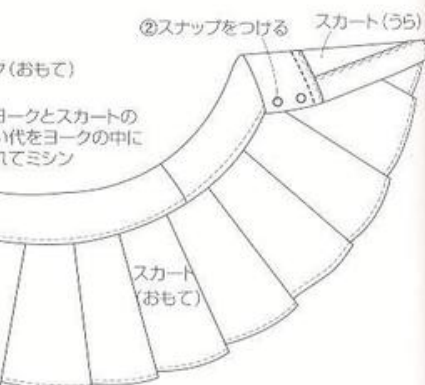 ②スナップをつける
スカート(うら)
(おもて)
ヨークとスカートの
い代をヨークの中に
れてミシン
スカート
(おもて)